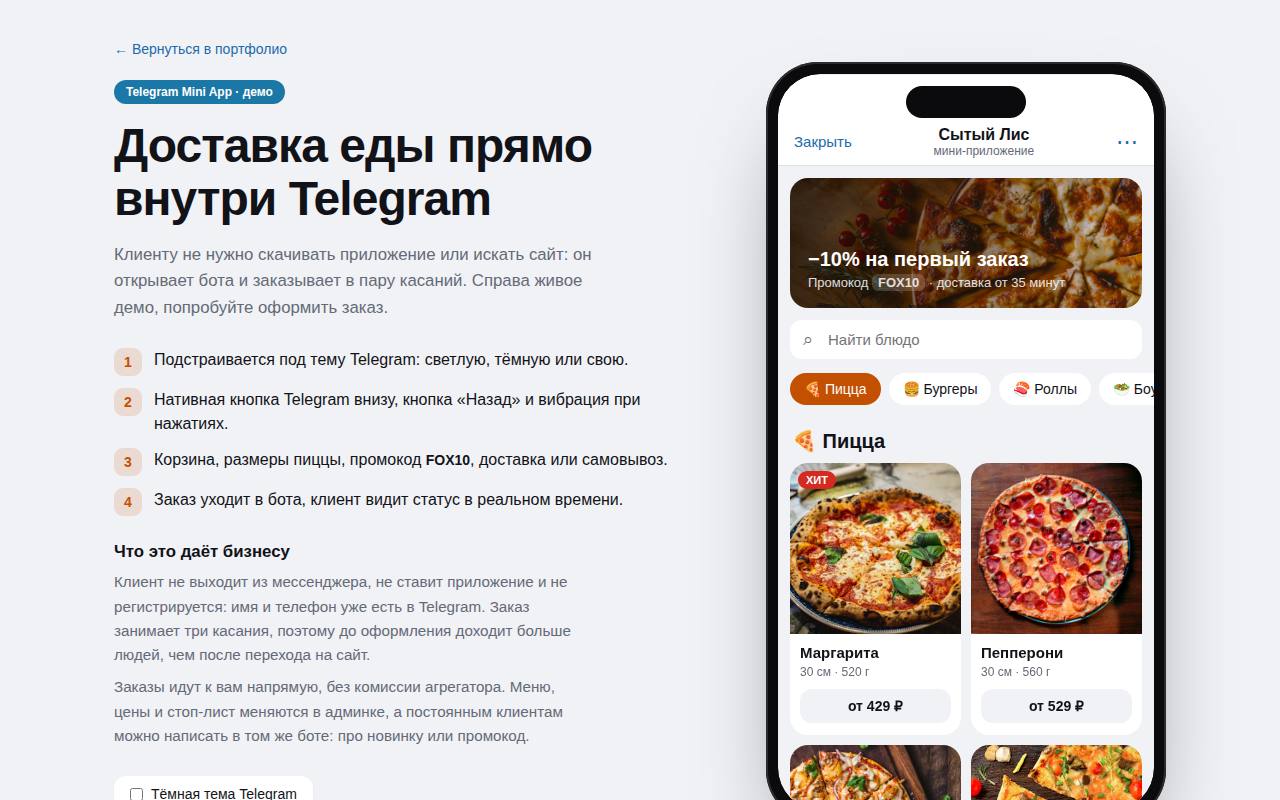 ← Вернуться в портфолио
Telegram Mini App · демо
Доставка еды прямо
внутри Telegram
Клиенту не нужно скачивать приложение или искать сайт: он
открывает бота и заказывает в пару касаний. Справа живое
демо, попробуйте оформить заказ.
1 Подстраивается под тему Telegram: светлую, тёмную или свою.
2 Нативная кнопка Telegram внизу, кнопка «Назад» и вибрация при
нажатиях.
3 Корзина, размеры пиццы, промокод FOX10, доставка или самовывоз.
4 Заказ уходит в бота, клиент видит статус в реальном времени.
Что это даёт бизнесу
Клиент не выходит из мессенджера, не ставит приложение и не
регистрируется: имя и телефон уже есть в Telegram. Заказ
занимает три касания, поэтому до оформления доходит больше
людей, чем после перехода на сайт.
Заказы идут к вам напрямую, без комиссии агрегатора. Меню,
цены и стоп-лист меняются в админке, а постоянным клиентам
можно написать в том же боте: про новинку или промокод.
Тёмная тема Telegram
Закрыть
Сытый Лис
мини-приложение
⋯
−10% на первый заказ
Промокод FOX10 · доставка от 35 минут
Найти блюдо
🍕 Пицца 🍔 Бургеры 🍣 Роллы 🥗 Боу
🍕 Пицца
ХИТ
Маргарита
30 см · 520 г
от 429 ₽
Пепперони
30 см · 560 г
от 529 ₽